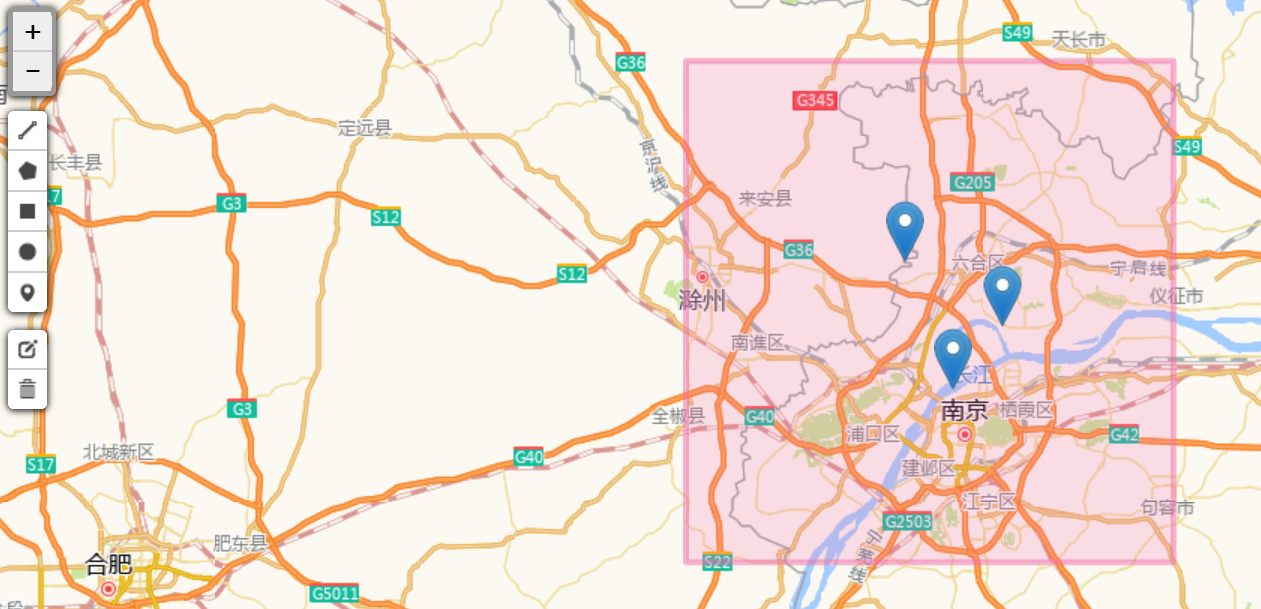 +
S49
天长市
G36
−
G345
定远县
京沪线
S49
长丰县
G205
来安县
G3
S12
G36
六合区
宁启线
S12
滁州
仪征市
南谯区
长江
G3
南京
栖霞区
全椒县
G40
浦口区
G42
北城新区
G40
S17
建邺区
江宁区
句容市
G2503
肥东县
宁芜线
合肥
S22
G5011